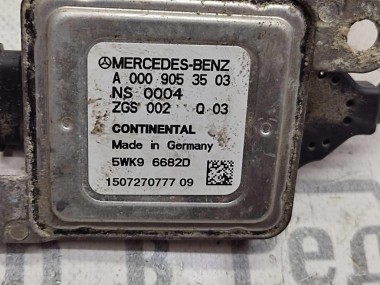 MERCEDES-BENZ
A 000 905 35 03
NS 0004
ZGS 002 Q 03
CONTINENTAL
Made in Germany
5WK9 6682D
1507270777 09